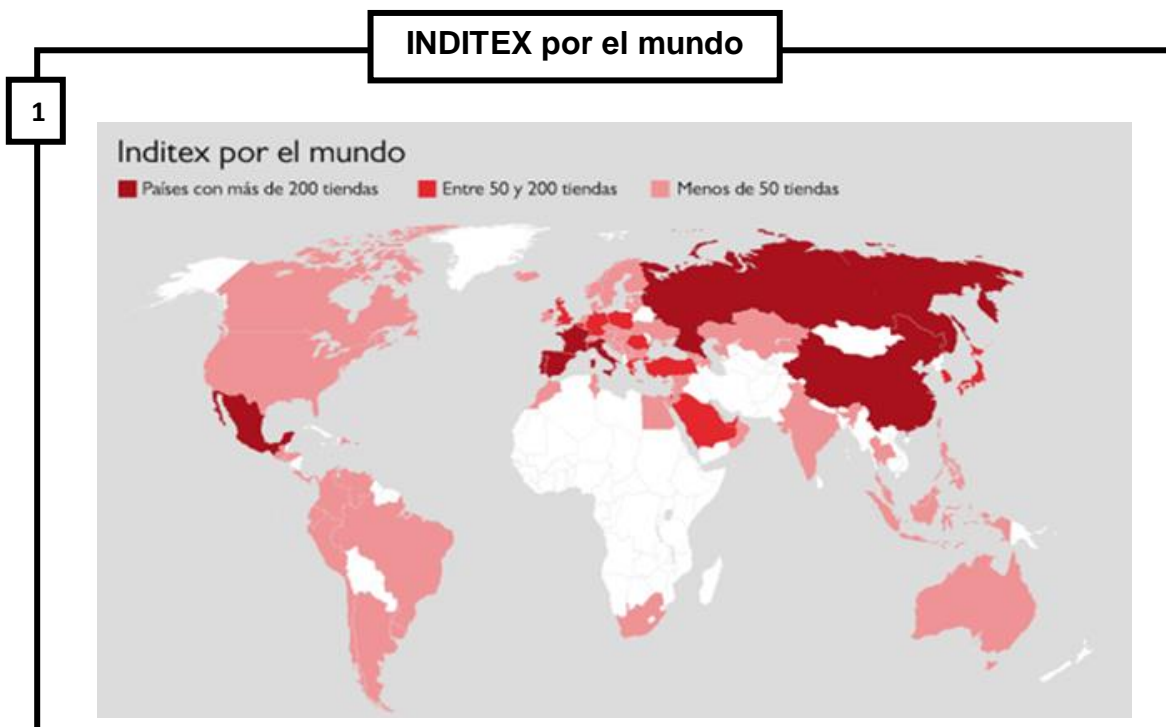 INDITEX por el mundo
1
Inditex por el mundo
Países con más de 200 tiendas Entre 50 y 200 tiendas Menos de 50 tiendas